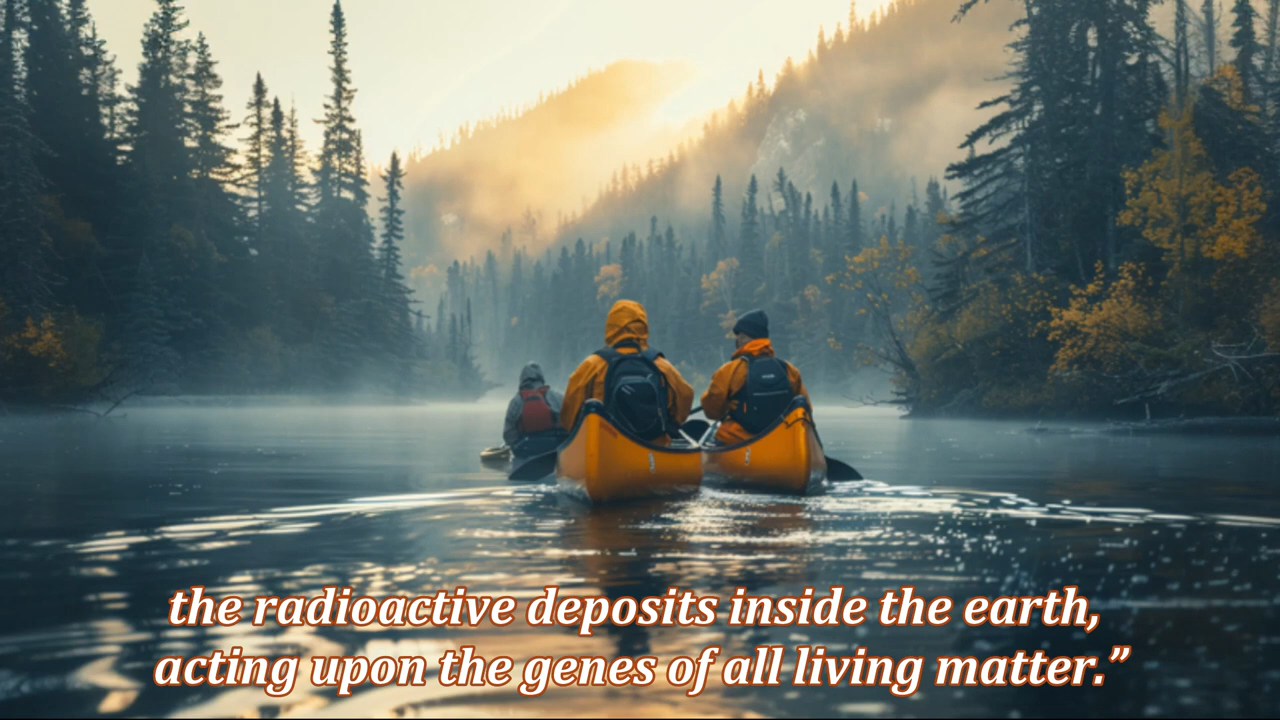 the radioactive deposits inside the earth,
acting upon the genes of all living matter.”